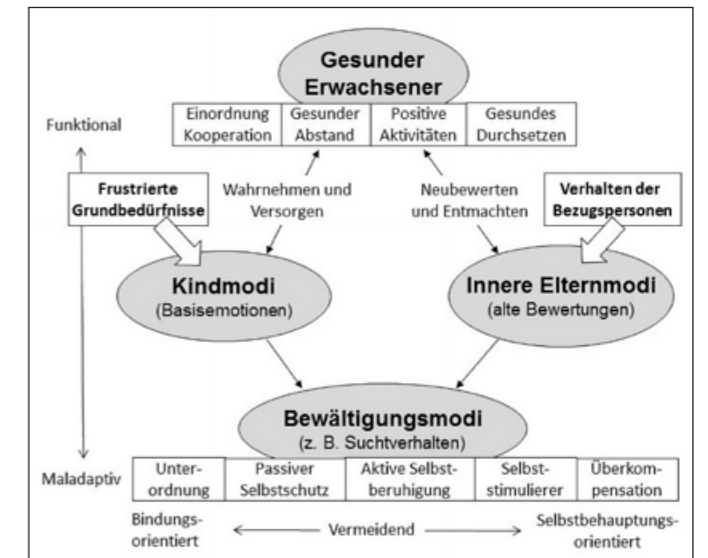 Gesunder
Erwachsener
Einordnung
Kooperation
Gesunder
Abstand
Positive
Aktivitäten
Gesundes
Durchsetzen
Funktional
Frustrierte
Grundbedürfnisse
Wahrnehmen und
Versorgen
Neubewerten
und Entmachten
Verhalten der
Bezugspersonen
Kindmodi
(Basisemotionen)
Innere Elternmodi
(alte Bewertungen)
Bewältigungsmodi
(z. B. Suchtverhalten)
Maladaptiv
Unter-
ordnung
Passiver
Selbstschutz
Aktive Selbst-
beruhigung
Selbst-
stimulierer
Überkom-
pensation
Bindungs-
orientiert
Vermeidend
Selbstbehauptungs-
orientiert